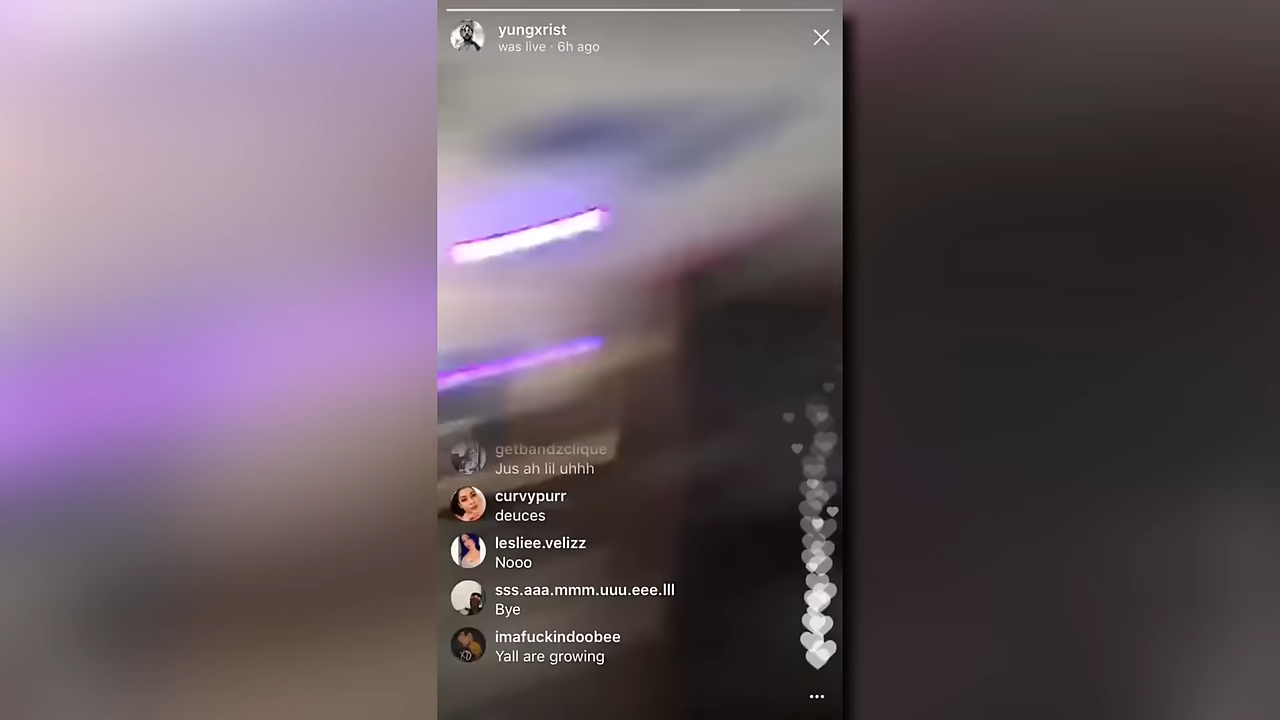 yungxrist
was live · 6h ago
getbandzclique
Jus ah lil uhhh
curvypurr
deuces
lesliee.velizz
Nooo
sss.aaa.mmm.uuu.eee.lll
Bye
imafuckindoobee
Yall are growing